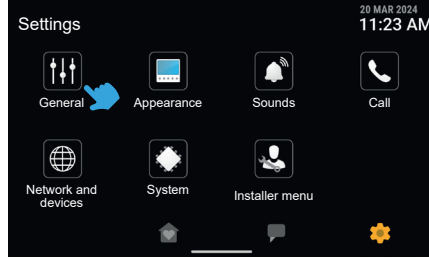 20 MAR 2024
Settings
11:23 AM
General
Appearance
Sounds
Call
Network and
devices
System
Installer menu